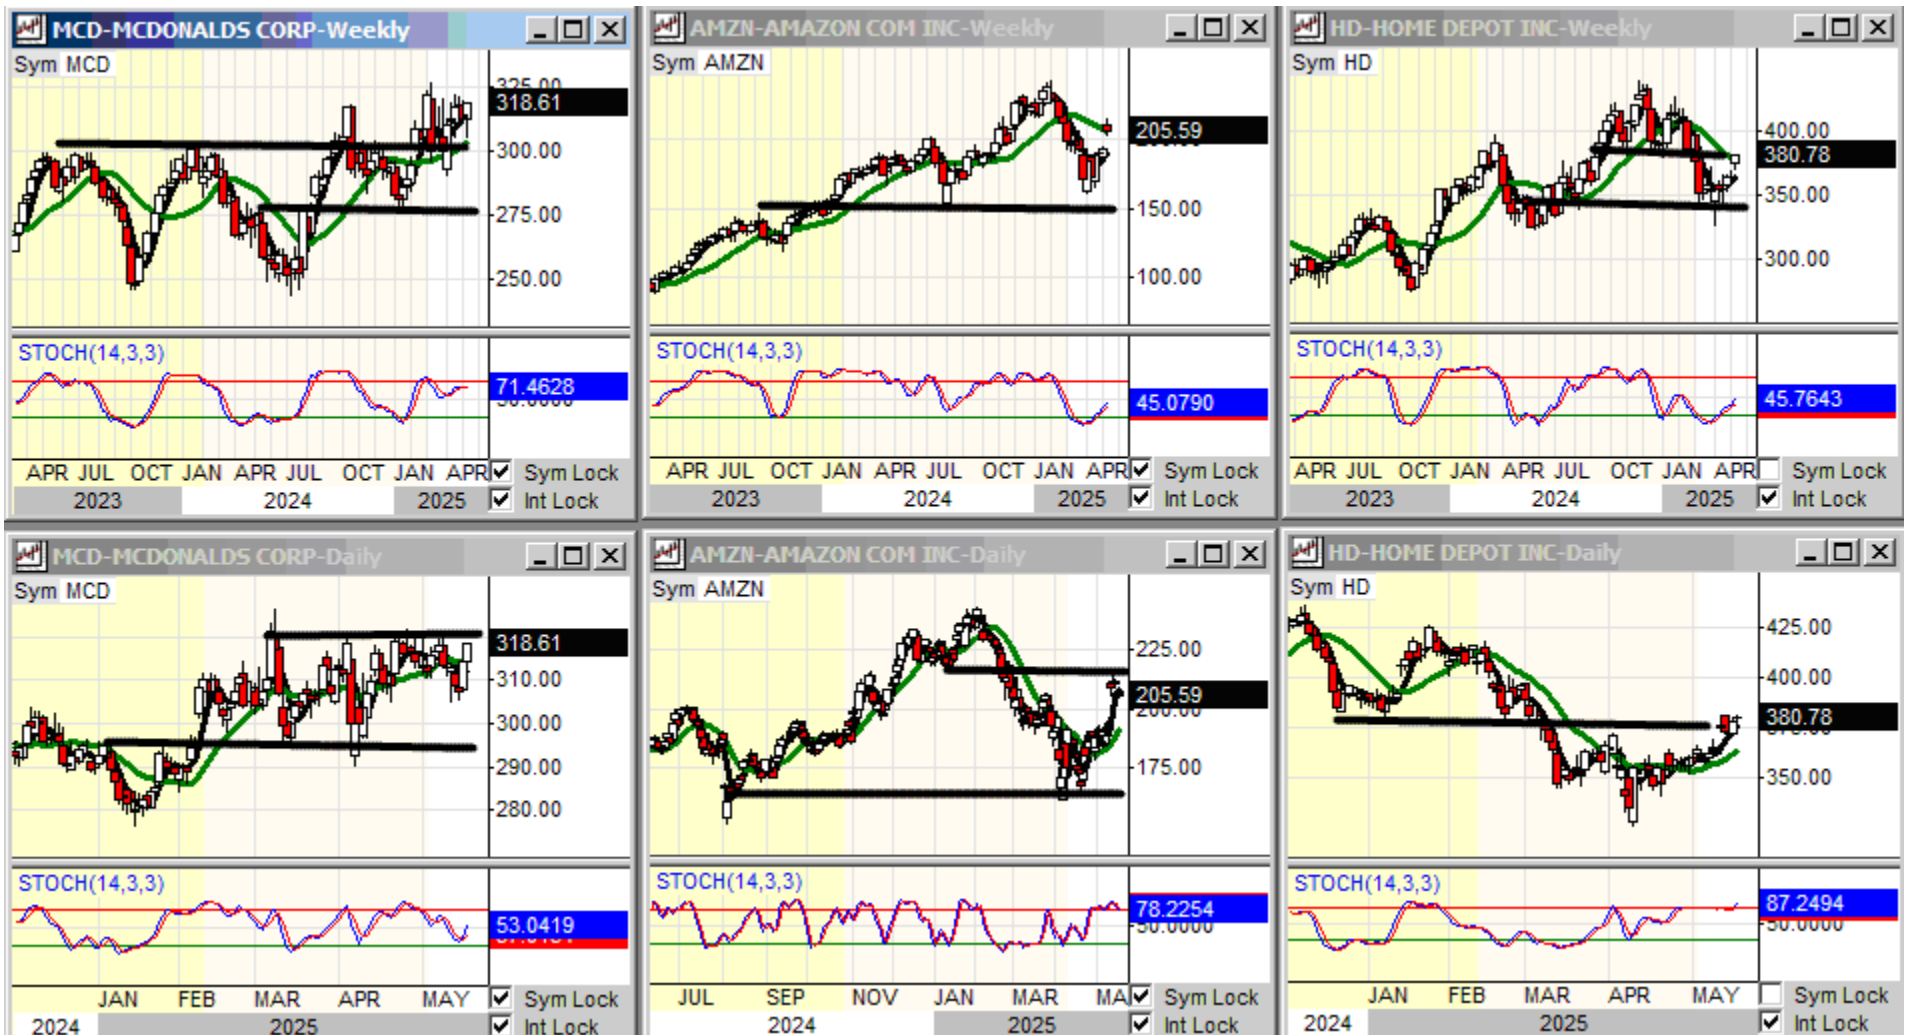 MCD-MCDONALDS CORP-Weekly
Sym MCD
325.00
318.61
300.00
275.00
250.00
STOCH(14,3,3)
71.4628
APR JUL OCT JAN APR JUL OCT JAN APR
2023 2024 2025
Sym Lock
Int Lock
AMZN-AMAZON COM INC-Weekly
Sym AMZN
205.59
150.00
100.00
STOCH(14,3,3)
45.0790
APR JUL OCT JAN APR JUL OCT JAN APR
2023 2024 2025
Sym Lock
Int Lock
HD-HOME DEPOT INC-Weekly
Sym HD
400.00
380.78
350.00
300.00
STOCH(14,3,3)
45.7643
APR JUL OCT JAN APR JUL OCT JAN APR
2023 2024 2025
Sym Lock
Int Lock
MCD-MCDONALDS CORP-Daily
Sym MCD
318.61
310.00
300.00
290.00
280.00
STOCH(14,3,3)
53.0419
JAN FEB MAR APR MAY
2024 2025
Sym Lock
Int Lock
AMZN-AMAZON COM INC-Daily
Sym AMZN
225.00
205.59
200.00
175.00
STOCH(14,3,3)
78.2254
50.0000
JUL SEP NOV JAN MAR MA
2024 2025
Sym Lock
Int Lock
HD-HOME DEPOT INC-Daily
Sym HD
425.00
400.00
380.78
350.00
STOCH(14,3,3)
87.2494
50.0000
JAN FEB MAR APR MAY
2024 2025
Sym Lock
Int Lock